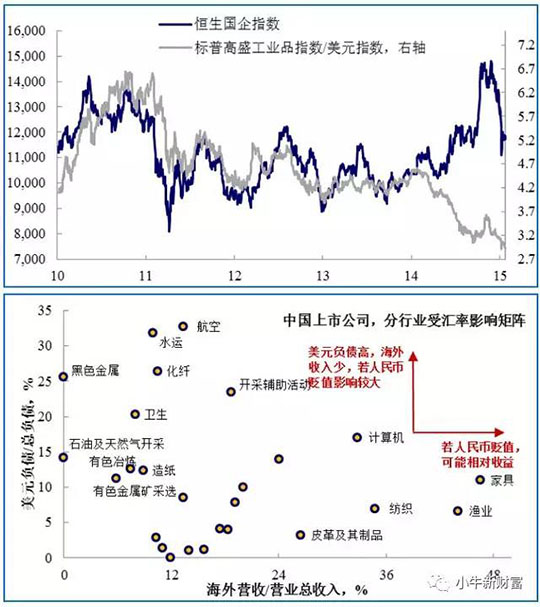 恒生国企指数
标普高盛工业品指数/美元指数，右轴
16,000
15,000
14,000
13,000
12,000
11,000
10,000
9,000
8,000
7,000
7.2
6.7
6.2
5.7
5.2
4.7
4.2
3.7
3.2
2.7
10 11 12 13 14 15
中国上市公司，分行业受汇率影响矩阵
美元负债高，海外
收入少，若人民币
贬值影响较大
若人民币贬值，
可能相对收益
美元负债/总负债，%
35
30
25
20
15
10
5
0
航空
水运
黑色金属
化纤
开采辅助活动
卫生
计算机
石油及天然气开采
有色冶炼
造纸
有色金属矿采选
家具
纺织
渔业
皮革及其制品
0 12 24 36 48
海外营收/营业总收入，%
小牛新财富